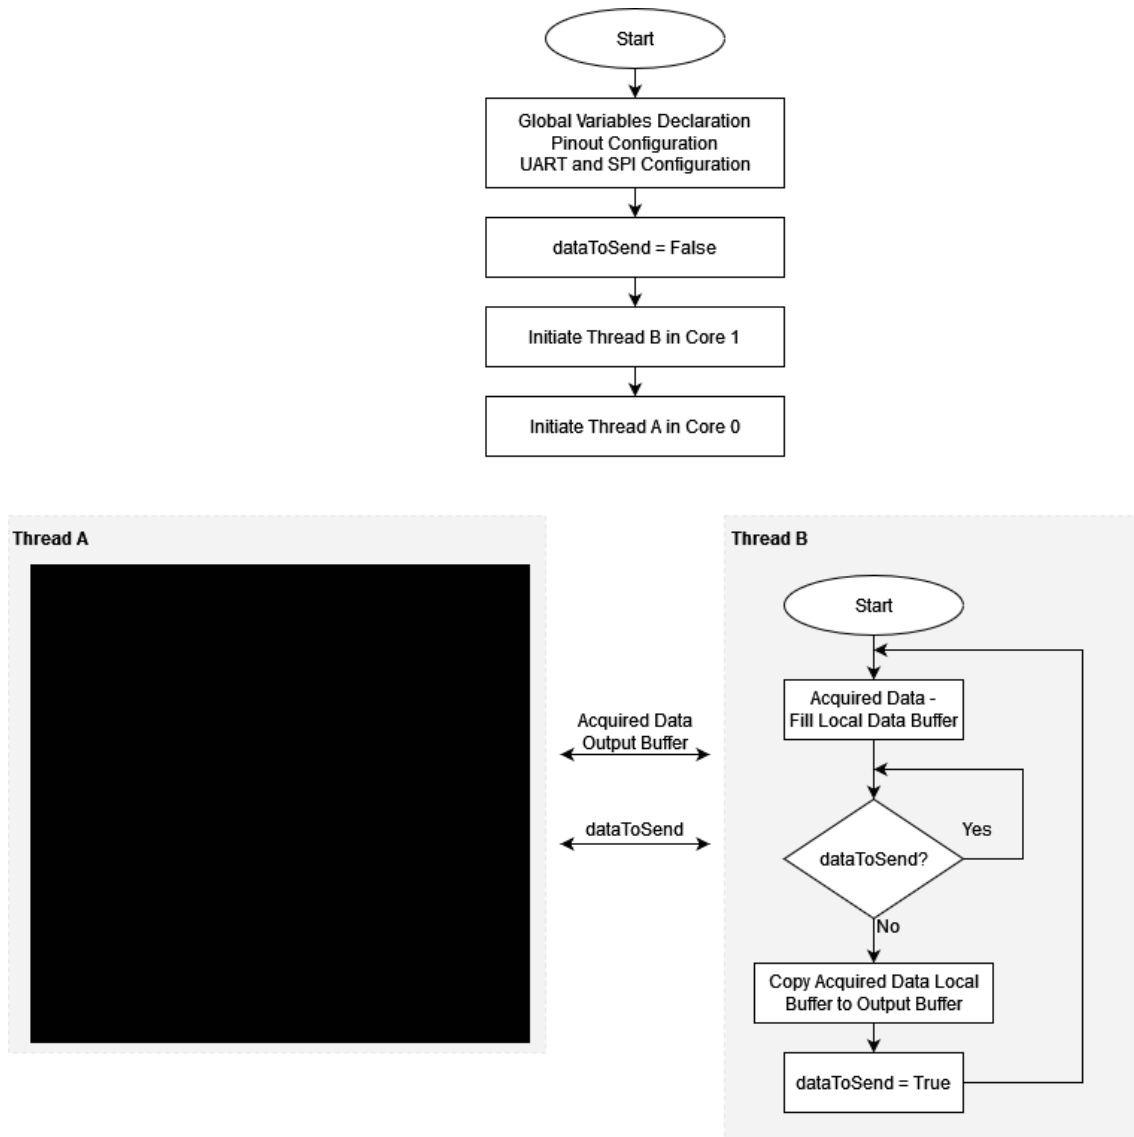 Start
Global Variables Declaration
Pinout Configuration
UART and SPI Configuration
dataToSend = False
Initiate Thread B in Core 1
Initiate Thread A in Core 0
Thread A
Acquired Data
Output Buffer
dataToSend
Thread B
Start
Acquired Data -
Fill Local Data Buffer
dataToSend?
Yes
No
Copy Acquired Data Local
Buffer to Output Buffer
dataToSend = True